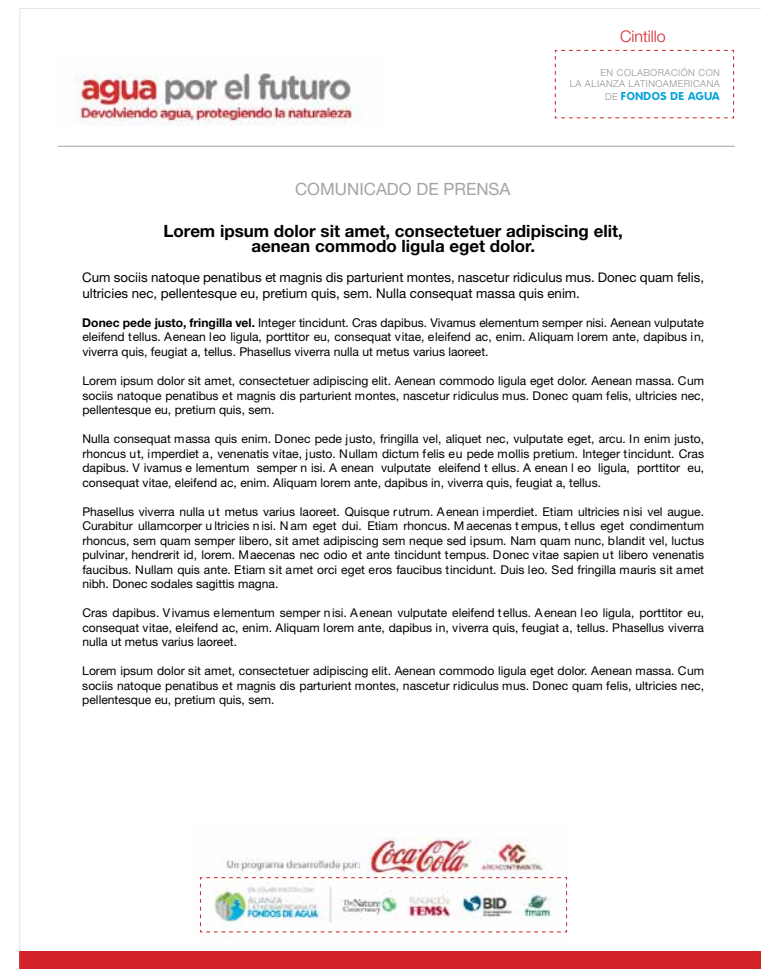 Cintillo
agua por el futuro
Devolviendo agua, protegiendo la naturaleza
EN COLABORACIÓN CON
LA ALIANZA LATINOAMERICANA
DE FONDOS DE AGUA
COMUNICADO DE PRENSA
Lorem ipsum dolor sit amet, consectetuer adipiscing elit,
aenean commodo ligula eget dolor.
Cum sociis natoque penatibus et magnis dis parturient montes, nascetur ridiculus mus. Donec quam felis,
ultricies nec, pellentesque eu, pretium quis, sem. Nulla consequat massa quis enim.
Donec pede justo, fringilla vel. Integer tincidunt. Cras dapibus. Vivamus elementum semper nisi. Aenean vulputate
eleifend tellus. Aenean leo ligula, porttitor eu, consequat vitae, eleifend ac, enim. Aliquam lorem ante, dapibus in,
viverra quis, feugiat a, tellus. Phasellus viverra nulla ut metus varius laoreet.
Lorem ipsum dolor sit amet, consectetuer adipiscing elit. Aenean commodo ligula eget dolor. Aenean massa. Cum
sociis natoque penatibus et magnis dis parturient montes, nascetur ridiculus mus. Donec quam felis, ultricies nec,
pellentesque eu, pretium quis, sem.
Nulla consequat massa quis enim. Donec pede justo, fringilla vel, aliquet nec, vulputate eget, arcu. In enim justo,
rhoncus ut, imperdiet a, venenatis vitae, justo. Nullam dictum felis eu pede mollis pretium. Integer tincidunt. Cras
dapibus. V ivamus e lementum semper n isi. A enean vulputate eleifend t ellus. A enean l eo ligula, porttitor eu,
consequat vitae, eleifend ac, enim. Aliquam lorem ante, dapibus in, viverra quis, feugiat a, tellus.
Phasellus viverra nulla ut metus varius laoreet. Quisque rutrum. Aenean imperdiet. Etiam ultricies nisi vel augue.
Curabitur ullamcorper u ltricies n isi. N am eget dui. Etiam rhoncus. M aecenas t empus, t ellus eget condimentum
rhoncus, sem quam semper libero, sit amet adipiscing sem neque sed ipsum. Nam quam nunc, blandit vel, luctus
pulvinar, hendrerit id, lorem. Maecenas nec odio et ante tincidunt tempus. Donec vitae sapien ut libero venenatis
faucibus. Nullam quis ante. Etiam sit amet orci eget eros faucibus tincidunt. Duis leo. Sed fringilla mauris sit amet
nibh. Donec sodales sagittis magna.
Cras dapibus. Vivamus elementum semper nisi. Aenean vulputate eleifend tellus. Aenean leo ligula, porttitor eu,
consequat vitae, eleifend ac, enim. Aliquam lorem ante, dapibus in, viverra quis, feugiat a, tellus. Phasellus viverra
nulla ut metus varius laoreet.
Lorem ipsum dolor sit amet, consectetuer adipiscing elit. Aenean commodo ligula eget dolor. Aenean massa. Cum
sociis natoque penatibus et magnis dis parturient montes, nascetur ridiculus mus. Donec quam felis, ultricies nec,
pellentesque eu, pretium quis, sem.
Un programa desarrollado por:
Coca-Cola
ARCACONTINENTAL
EN COLABORACIÓN CON
ALIANZA
LATINOAMERICANA DE
FONDOS DE AGUA
The Nature
Conservancy
FUNDACIÓN
FEMSA
BID
fmam